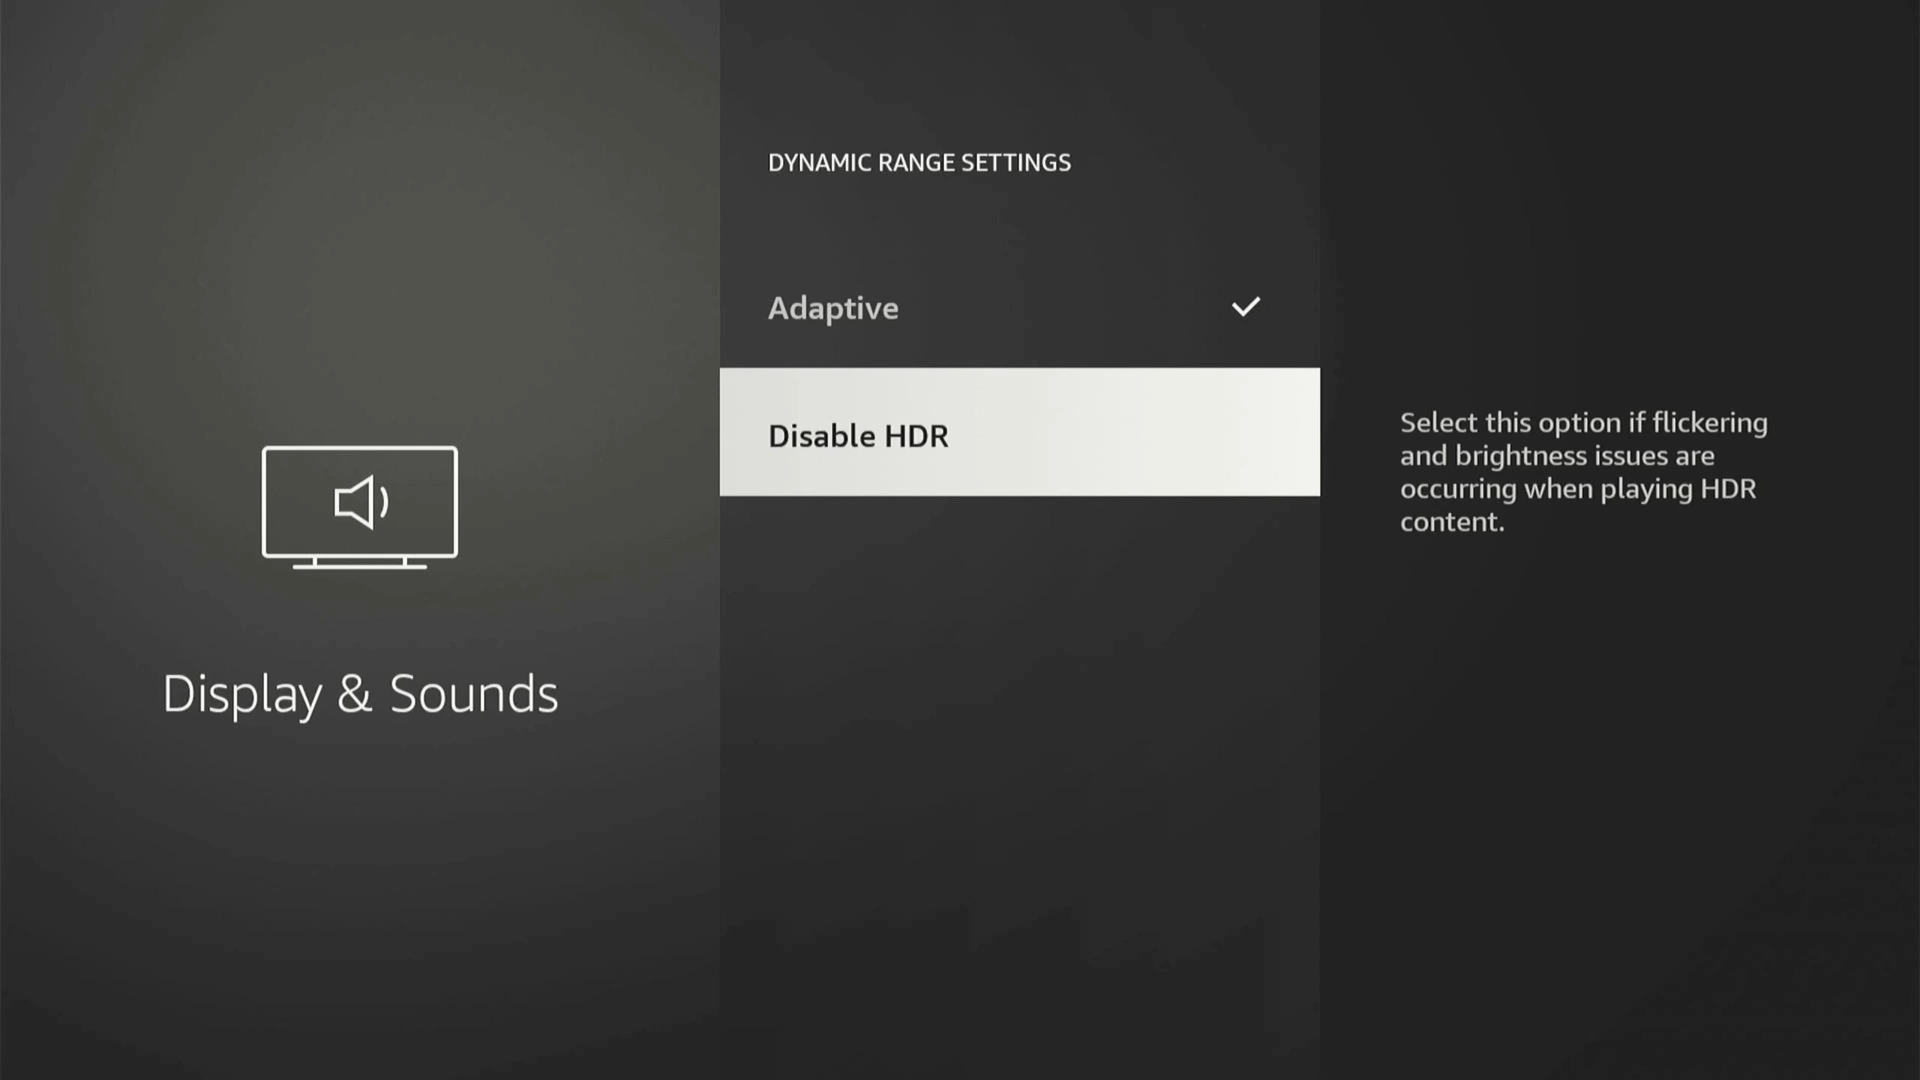 DYNAMIC RANGE SETTINGS
Adaptive
Disable HDR
Select this option if flickering
and brightness issues are
occurring when playing HDR
content.
Display & Sounds